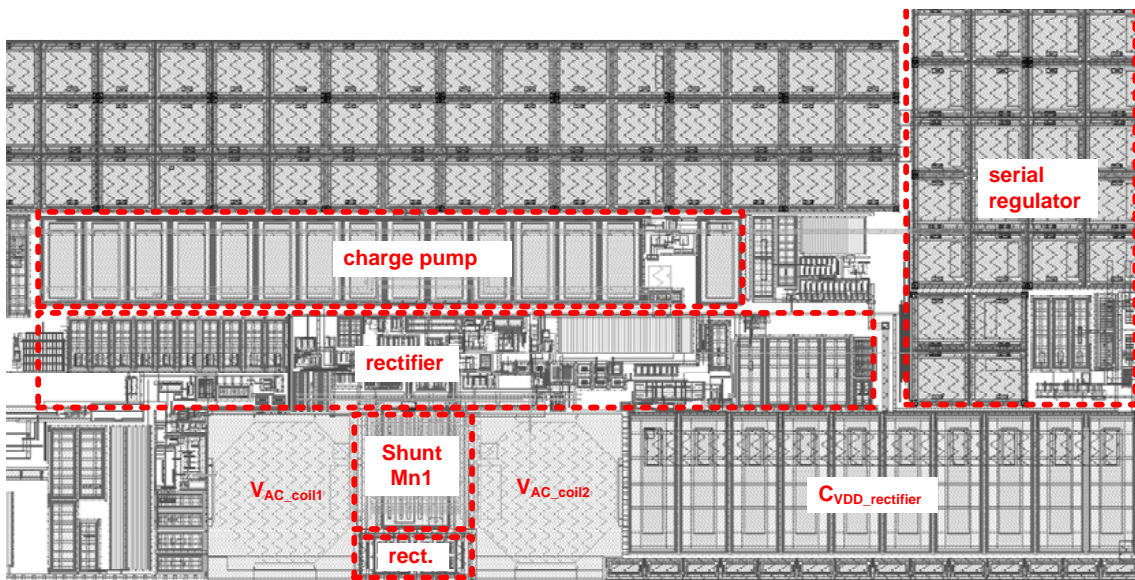 serial
regulator
charge pump
rectifier
Shunt
Mn1
VAC_coil1
VAC_coil2
CVDD_rectifier
rect.